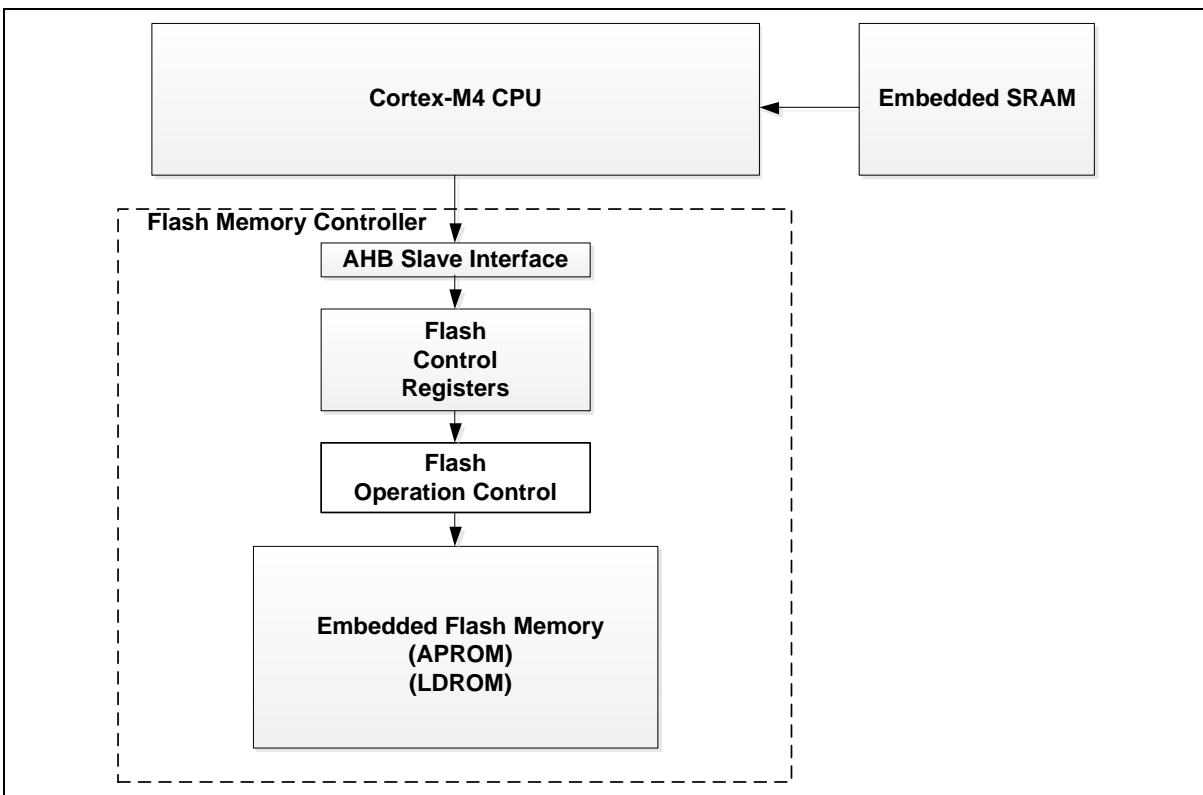 Cortex-M4 CPU
Embedded SRAM
Flash Memory Controller
AHB Slave Interface
Flash
Control
Registers
Flash
Operation Control
Embedded Flash Memory
(APROM)
(LDROM)